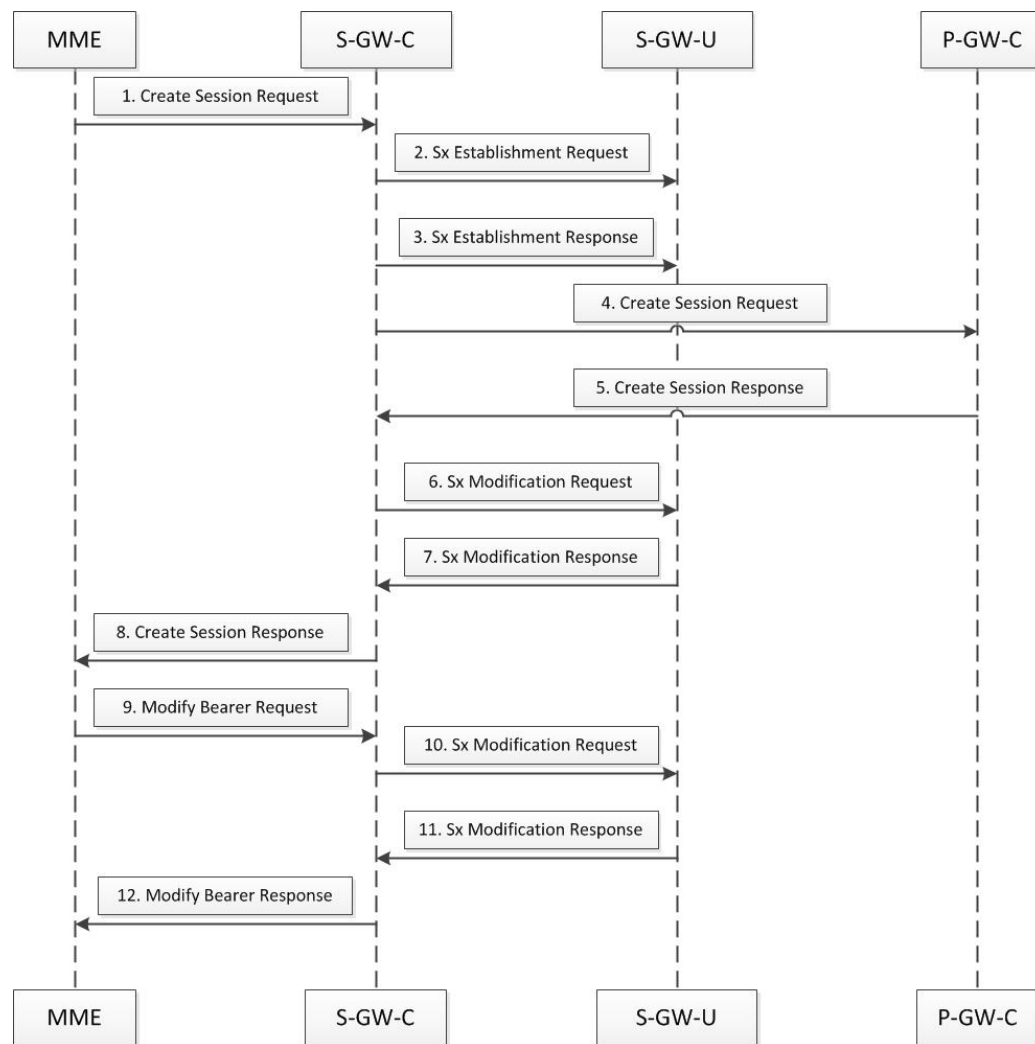 MME
S-GW-C
S-GW-U
P-GW-C
1. Create Session Request
2. Sx Establishment Request
3. Sx Establishment Response
4. Create Session Request
5. Create Session Response
6. Sx Modification Request
7. Sx Modification Response
8. Create Session Response
9. Modify Bearer Request
10. Sx Modification Request
11. Sx Modification Response
12. Modify Bearer Response
MME
S-GW-C
S-GW-U
P-GW-C